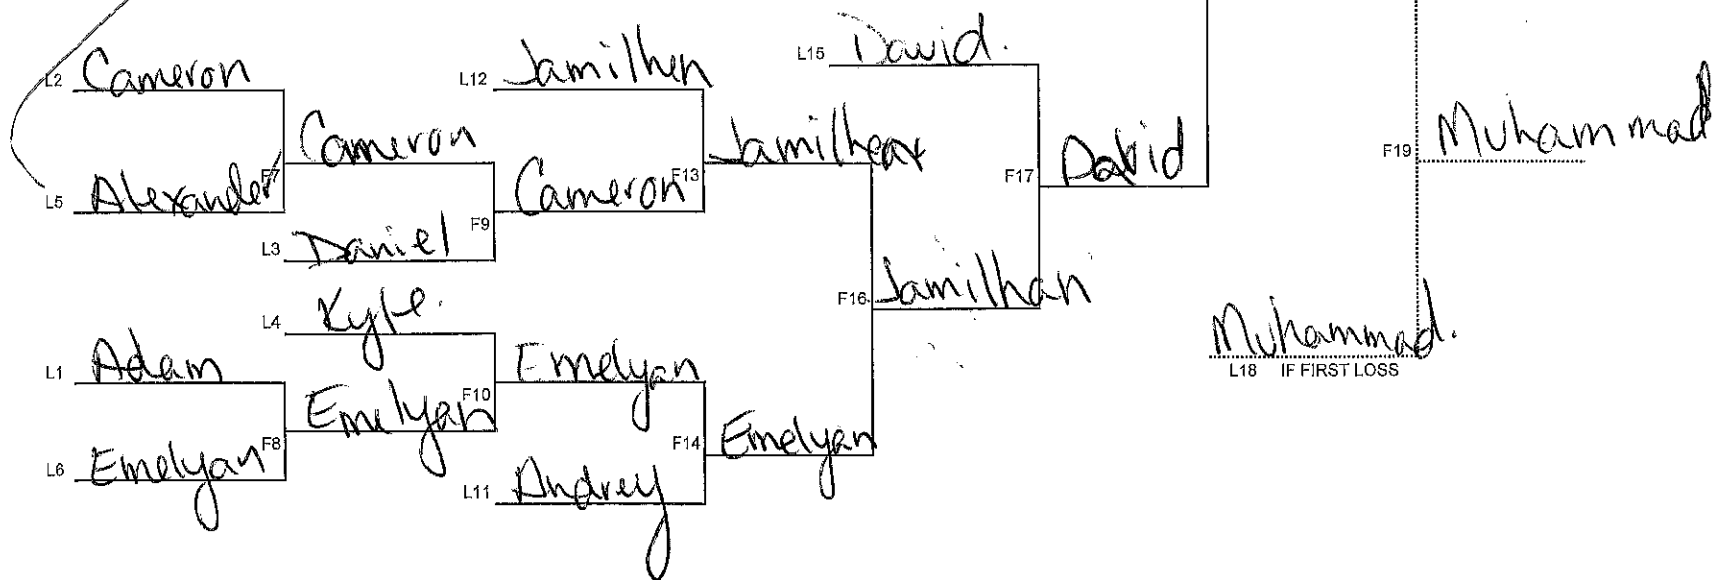 L2 Cameron
L5 Alexander
F7 Cameron
L3 Daniel
F9 Cameron
L12 Jamilhen
F13
L15 David.
F17 David
F16 Jamilhan
L4 Kyle.
L1 Adam
L6 Emelyan
F8 Emelyan
F10 Emelyan
L11 Andrey
F14 Emelyan
Muhammad.
L18 IF FIRST LOSS
F19 Muhammad